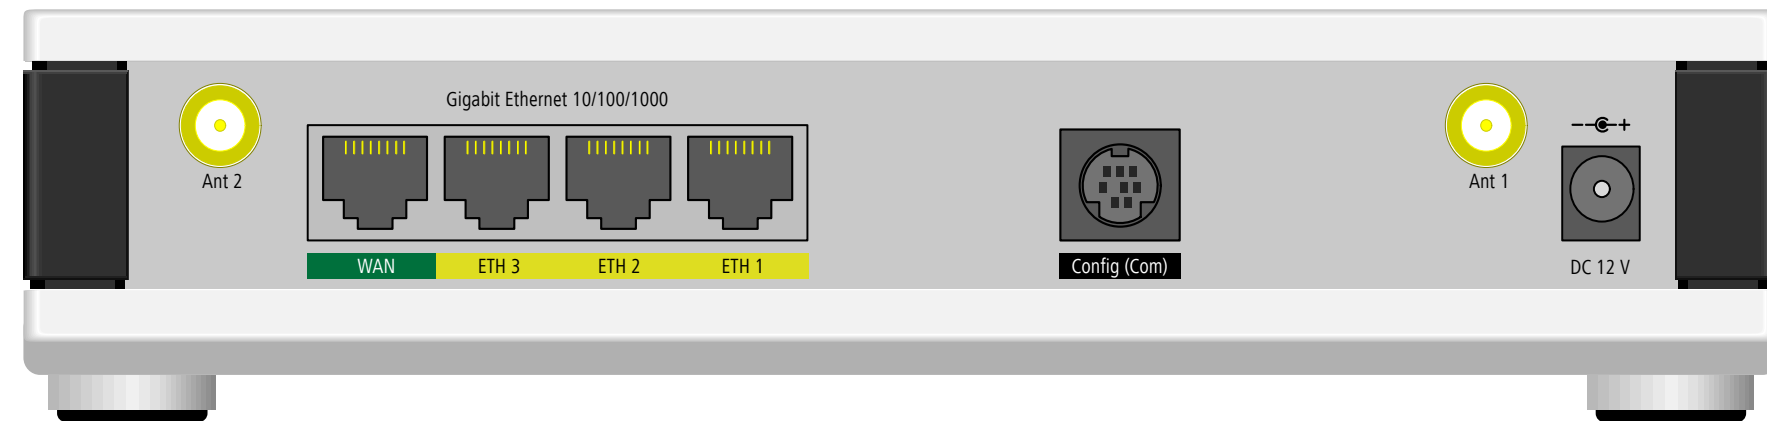 Gigabit Ethernet 10/100/1000
Ant 2
Ant 1
WAN ETH 3 ETH 2 ETH 1
Config (Com)
DC 12 V